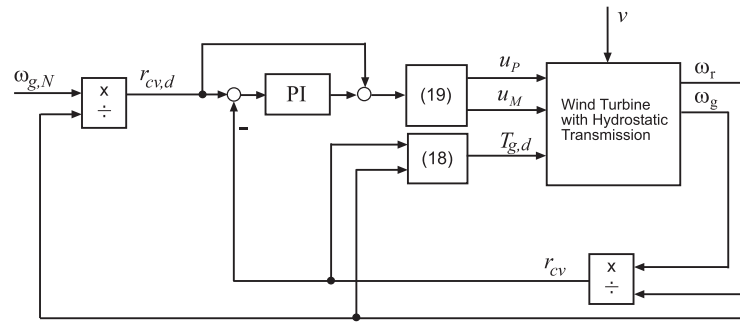 v
ω_{g,N}
x
÷
r_{cv,d}
PI
(19)
u_P
u_M
(18)
T_{g,d}
Wind Turbine
with Hydrostatic
Transmission
ω_r
ω_g
-
r_{cv}
x
÷